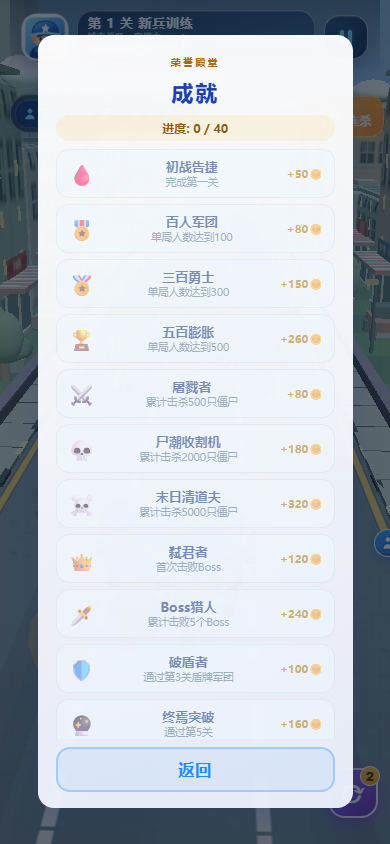 第 1 关 新兵训练
荣誉殿堂
成就
进度: 0 / 40
初战告捷
完成第一关
+50
百人军团
单局人数达到100
+80
三百勇士
单局人数达到300
+150
五百膨胀
单局人数达到500
+260
屠戮者
累计击杀500只僵尸
+80
尸潮收割机
累计击杀2000只僵尸
+180
末日清道夫
累计击杀5000只僵尸
+320
弑君者
首次击败Boss
+120
Boss猎人
累计击败5个Boss
+240
破盾者
通过第3关盾牌军团
+100
终焉突破
通过第5关
+160
返回
2